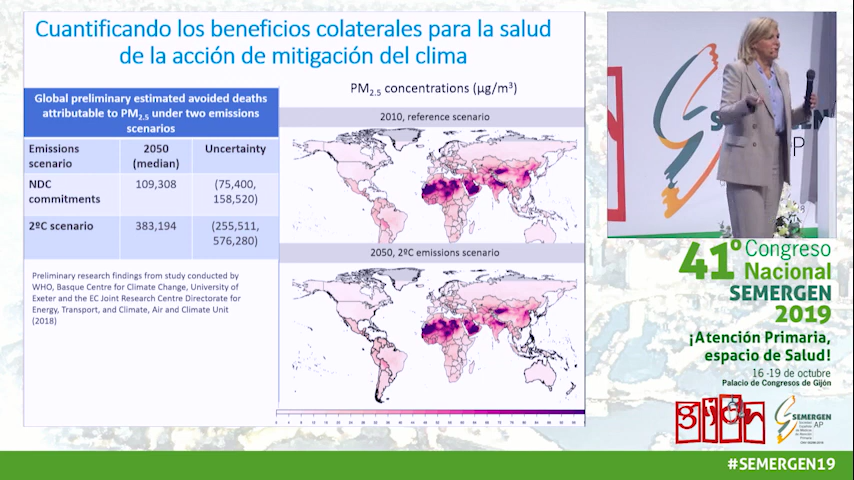 Cuantificando los beneficios colaterales para la salud
de la acción de mitigación del clima
Global preliminary estimated avoided deaths
attributable to PM2.5 under two emissions
scenarios
Emissions scenario
2050 (median)
Uncertainty
NDC commitments
109,308
(75,400, 158,520)
2ºC scenario
383,194
(255,511, 576,280)
Preliminary research findings from study conducted by
WHO, Basque Centre for Climate Change, University of
Exeter and the EC Joint Research Centre Directorate for
Energy, Transport, and Climate, Air and Climate Unit
(2018)
PM2.5 concentrations (µg/m³)
2010, reference scenario
2050, 2ºC emissions scenario
41º Congreso
Nacional
SEMERGEN
2019
¡Atención Primaria,
espacio de Salud!
16 -19 de octubre
Palacio de Congresos de Gijón
gijón
SEMERGEN
AP
#SEMERGEN19